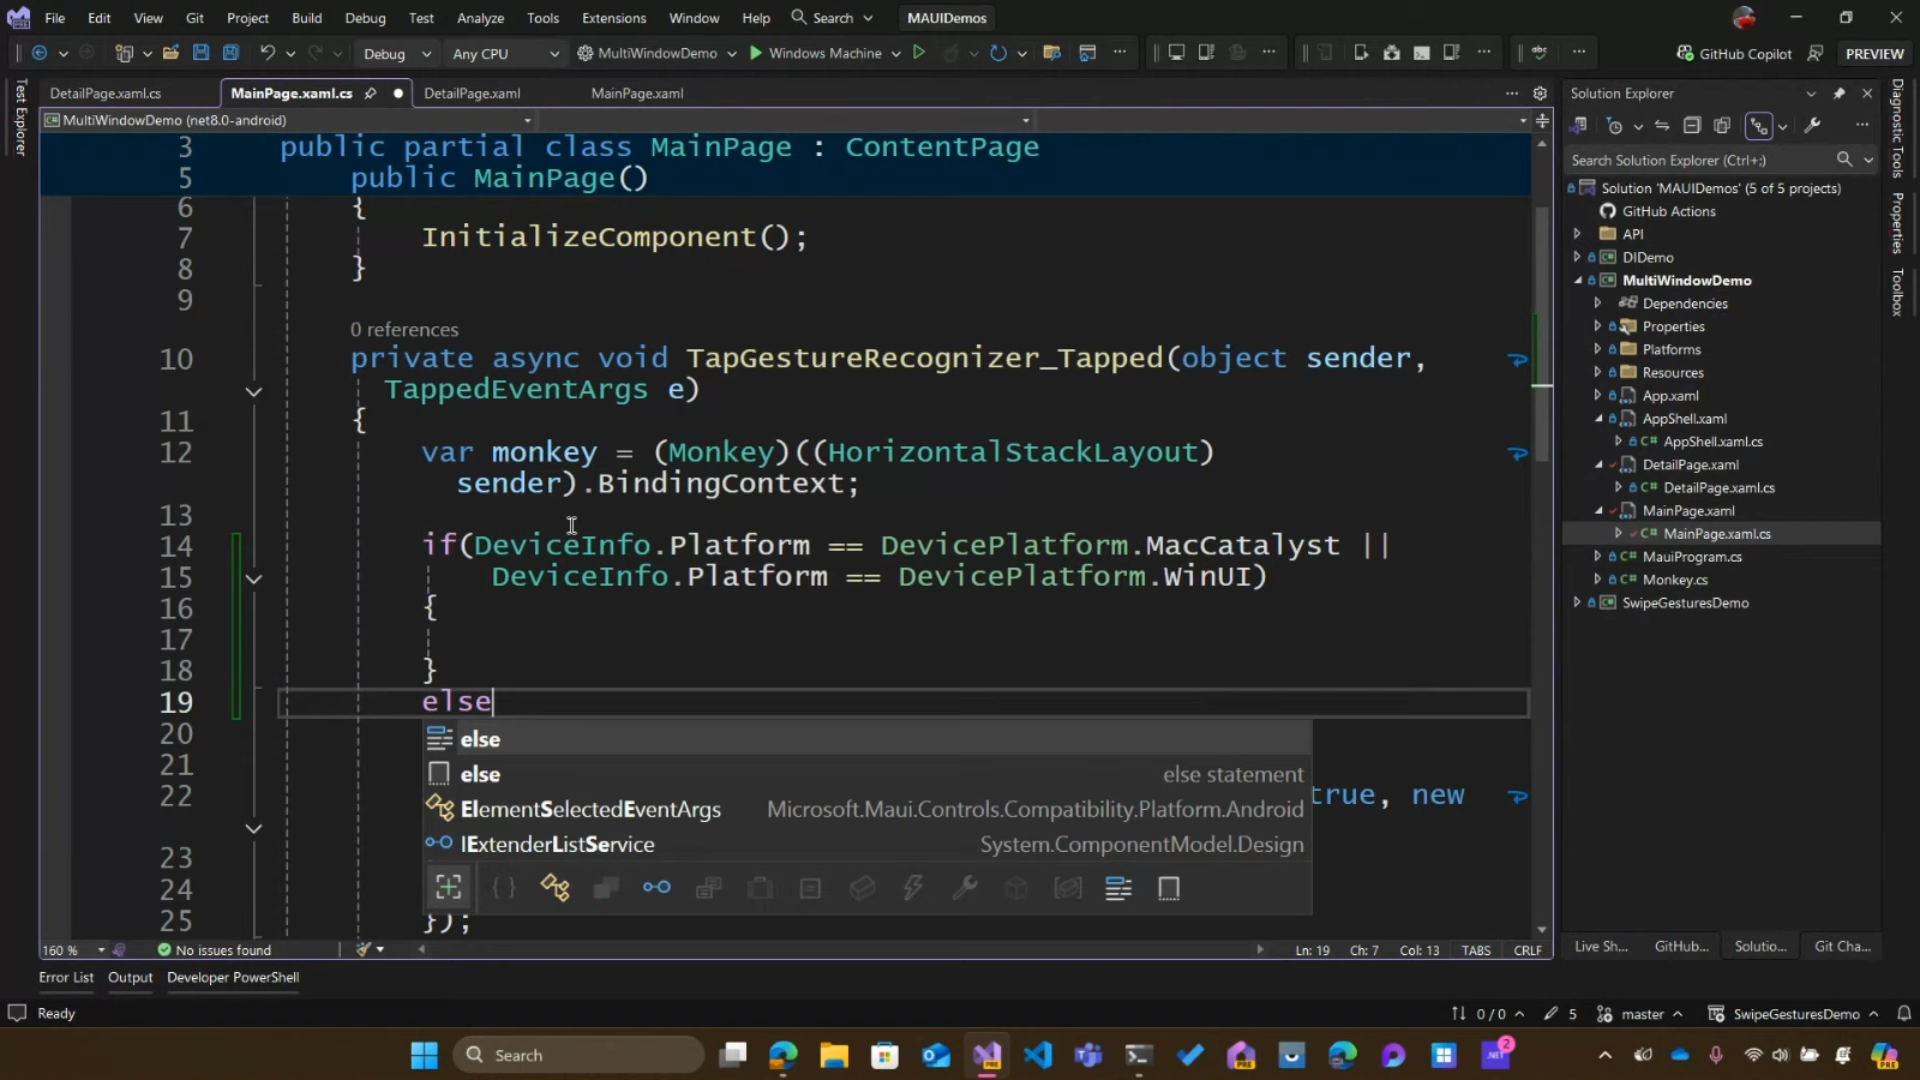 File Edit View Git Project Build Debug Test Analyze Tools Extensions Window Help Search MAUIDemos
Debug Any CPU MultiWindowDemo Windows Machine GitHub Copilot PREVIEW
Test Explorer
DetailPage.xaml.cs MainPage.xaml.cs DetailPage.xaml MainPage.xaml
MultiWindowDemo (net8.0-android)
3 public partial class MainPage : ContentPage
5 public MainPage()
6 {
7 InitializeComponent();
8 }
9
0 references
10 private async void TapGestureRecognizer_Tapped(object sender,
TappedEventArgs e)
11 {
12 var monkey = (Monkey)((HorizontalStackLayout)
sender).BindingContext;
13
14 if(DeviceInfo.Platform == DevicePlatform.MacCatalyst ||
15 DeviceInfo.Platform == DevicePlatform.WinUI)
16 {
17
18 }
19 else
20
21
22 true, new
23
24
25 });
else
else else statement
ElementSelectedEventArgs Microsoft.Maui.Controls.Compatibility.Platform.Android
IExtenderListService System.ComponentModel.Design
160 % No issues found Ln: 19 Ch: 7 Col: 13 TABS CRLF
Error List Output Developer PowerShell
Solution Explorer
Search Solution Explorer (Ctrl+;)
Solution 'MAUIDemos' (5 of 5 projects)
GitHub Actions
API
DIDemo
MultiWindowDemo
Dependencies
Properties
Platforms
Resources
App.xaml
AppShell.xaml
C# AppShell.xaml.cs
DetailPage.xaml
C# DetailPage.xaml.cs
MainPage.xaml
C# MainPage.xaml.cs
C# MauiProgram.cs
C# Monkey.cs
SwipeGesturesDemo
Live Sh... GitHub... Solutio... Git Cha...
Diagnostic Tools
Properties
Toolbox
Ready 0 / 0 5 master SwipeGesturesDemo
Search PRE .NET 2 PRE